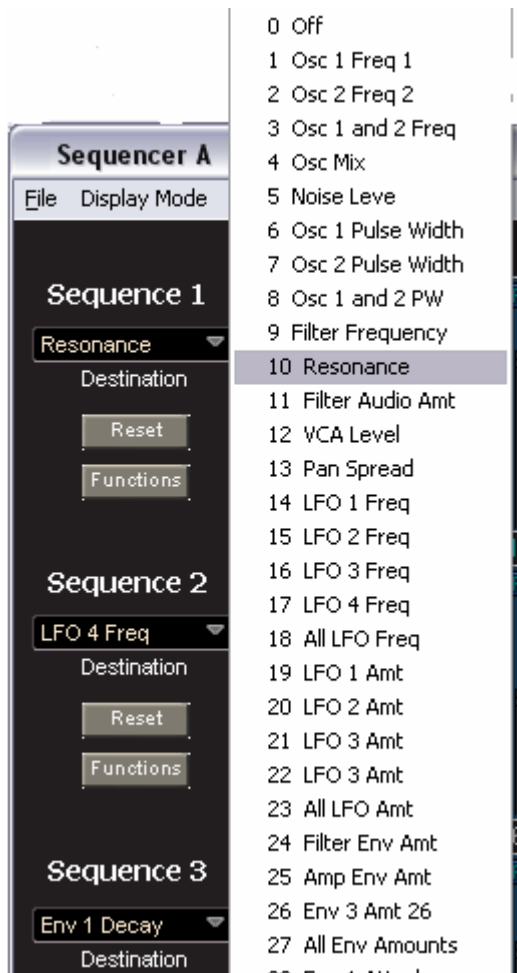 Sequencer A
File Display Mode
Sequence 1
Resonance
Destination
Reset
Functions
Sequence 2
LFO 4 Freq
Destination
Reset
Functions
Sequence 3
Env 1 Decay
Destination
0 Off
1 Osc 1 Freq 1
2 Osc 2 Freq 2
3 Osc 1 and 2 Freq
4 Osc Mix
5 Noise Leve
6 Osc 1 Pulse Width
7 Osc 2 Pulse Width
8 Osc 1 and 2 PW
9 Filter Frequency
10 Resonance
11 Filter Audio Amt
12 VCA Level
13 Pan Spread
14 LFO 1 Freq
15 LFO 2 Freq
16 LFO 3 Freq
17 LFO 4 Freq
18 All LFO Freq
19 LFO 1 Amt
20 LFO 2 Amt
21 LFO 3 Amt
22 LFO 3 Amt
23 All LFO Amt
24 Filter Env Amt
25 Amp Env Amt
26 Env 3 Amt 26
27 All Env Amounts